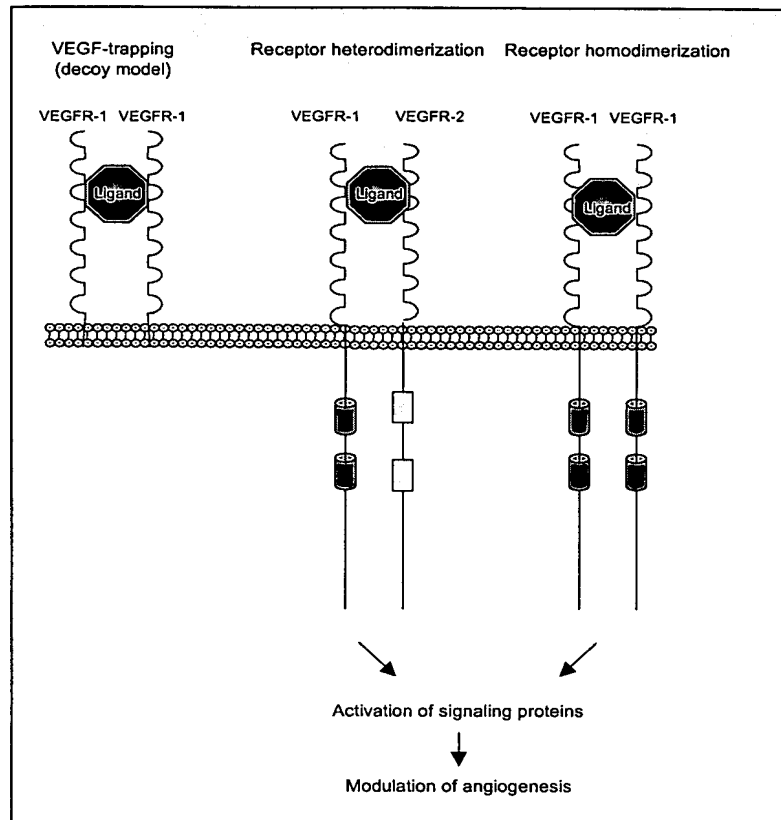 VEGF-trapping
(decoy model)
Receptor heterodimerization
Receptor homodimerization
VEGFR-1 VEGFR-1
VEGFR-1 VEGFR-2
VEGFR-1 VEGFR-1
Ligand
Ligand
Ligand
Activation of signaling proteins
Modulation of angiogenesis